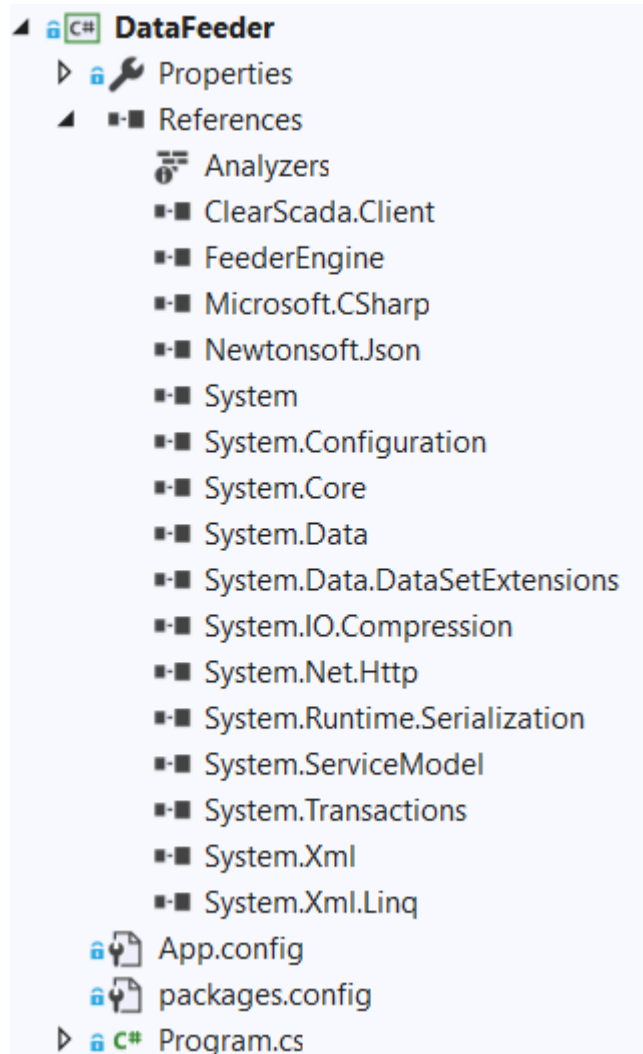 C# DataFeeder
Properties
References
Analyzers
ClearScada.Client
FeederEngine
Microsoft.CSharp
Newtonsoft.Json
System
System.Configuration
System.Core
System.Data
System.Data.DataSetExtensions
System.IO.Compression
System.Net.Http
System.Runtime.Serialization
System.ServiceModel
System.Transactions
System.Xml
System.Xml.Linq
App.config
packages.config
C# Program.cs